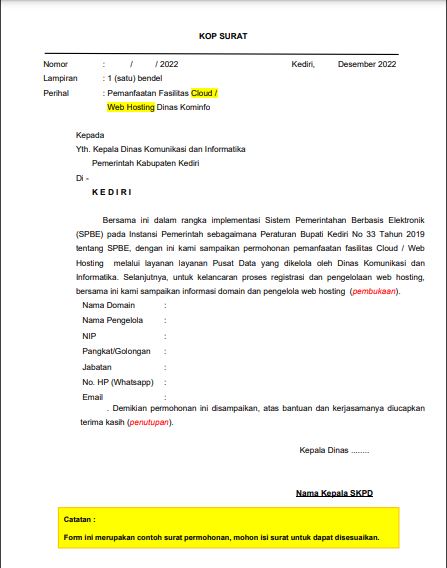 KOP SURAT
Nomor : / / 2022 Kediri, Desember 2022
Lampiran : 1 (satu) bendel
Perihal : Pemanfaatan Fasilitas Cloud /
Web Hosting Dinas Kominfo
Kepada
Yth. Kepala Dinas Komunikasi dan Informatika
Pemerintah Kabupaten Kediri
Di -
K E D I R I
Bersama ini dalam rangka implementasi Sistem Pemerintahan Berbasis Elektronik
(SPBE) pada Instansi Pemerintah sebagaimana Peraturan Bupati Kediri No 33 Tahun 2019
tentang SPBE, dengan ini kami sampaikan permohonan pemanfaatan fasilitas Cloud / Web
Hosting melalui layanan layanan Pusat Data yang dikelola oleh Dinas Komunikasi dan
Informatika. Selanjutnya, untuk kelancaran proses registrasi dan pengelolaan web hosting,
bersama ini kami sampaikan informasi domain dan pengelola web hosting (pembukaan).
Nama Domain :
Nama Pengelola :
NIP :
Pangkat/Golongan :
Jabatan :
No. HP (Whatsapp) :
Email :
. Demikian permohonan ini disampaikan, atas bantuan dan kerjasamanya diucapkan
terima kasih (penutupan).
Kepala Dinas ........
Nama Kepala SKPD
Catatan :
Form ini merupakan contoh surat permohonan, mohon isi surat untuk dapat disesuaikan.